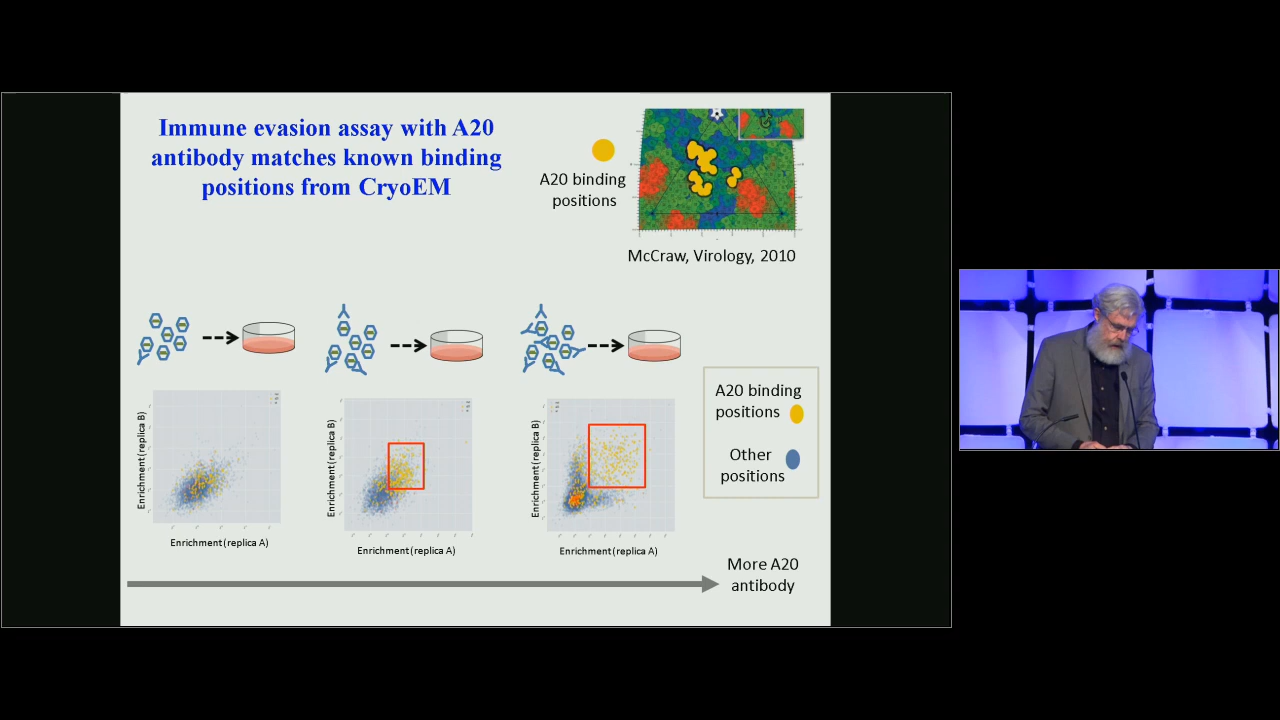 Immune evasion assay with A20
antibody matches known binding
positions from CryoEM
A20 binding
positions
McCraw, Virology, 2010
Enrichment (replica B)
Enrichment (replica A)
Enrichment (replica B)
Enrichment (replica A)
Enrichment (replica B)
Enrichment (replica A)
A20 binding
positions
Other
positions
More A20
antibody